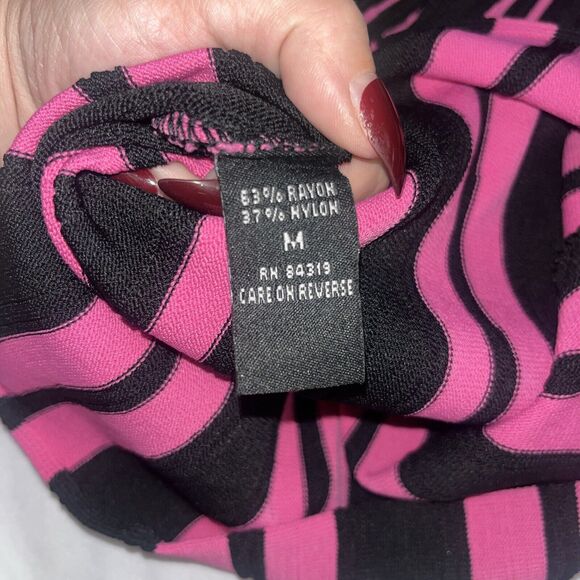 63% RAYON
37% NYLON
M
RN 84319
CARE ON REVERSE